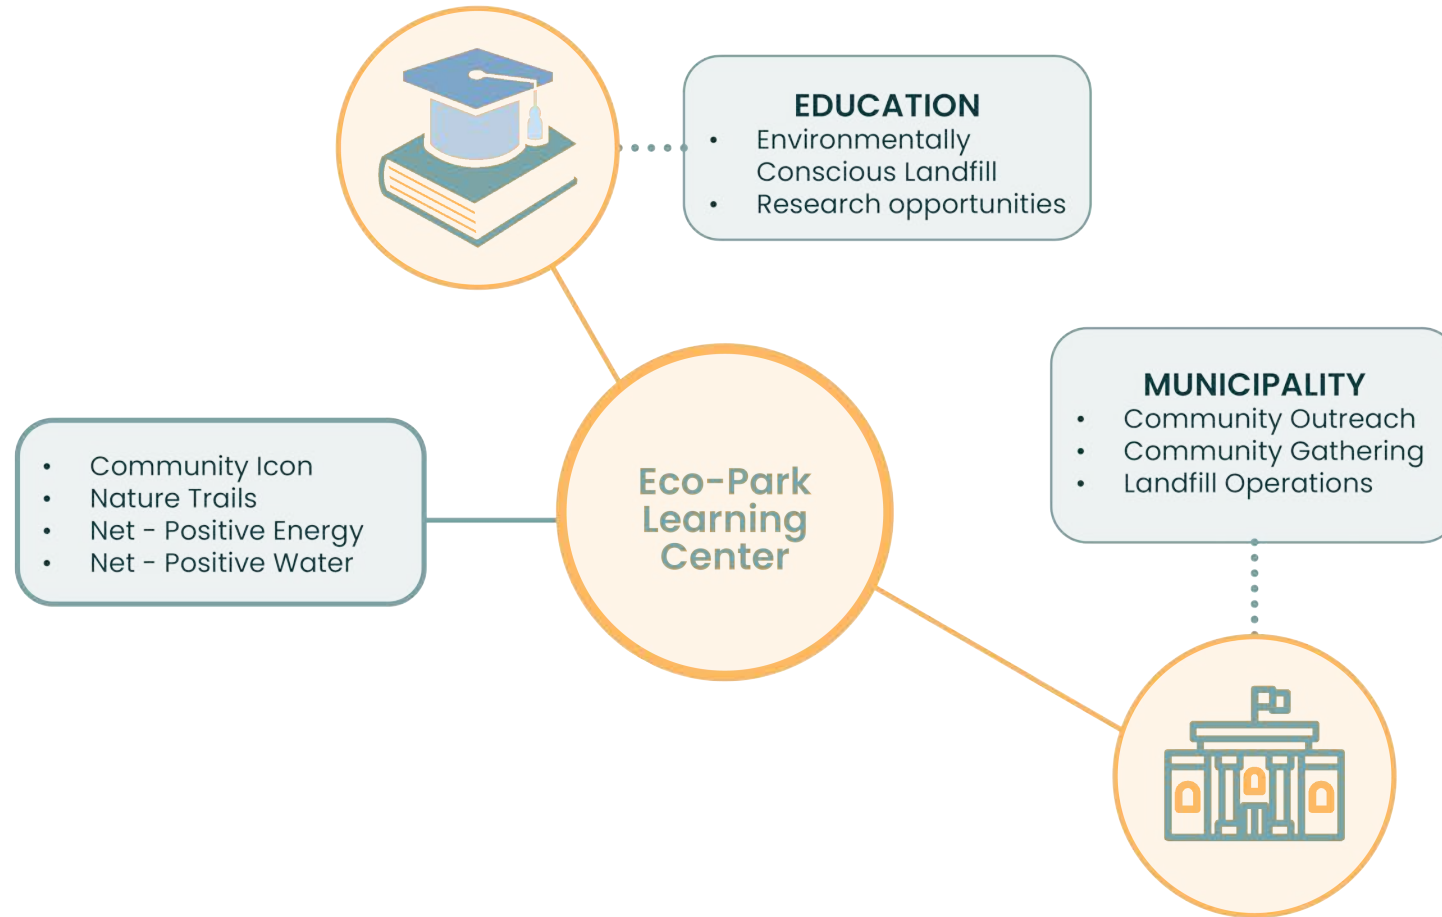 EDUCATION
• Environmentally
Conscious Landfill
• Research opportunities
MUNICIPALITY
• Community Outreach
• Community Gathering
• Landfill Operations
• Community Icon
• Nature Trails
• Net - Positive Energy
• Net - Positive Water
Eco-Park
Learning
Center